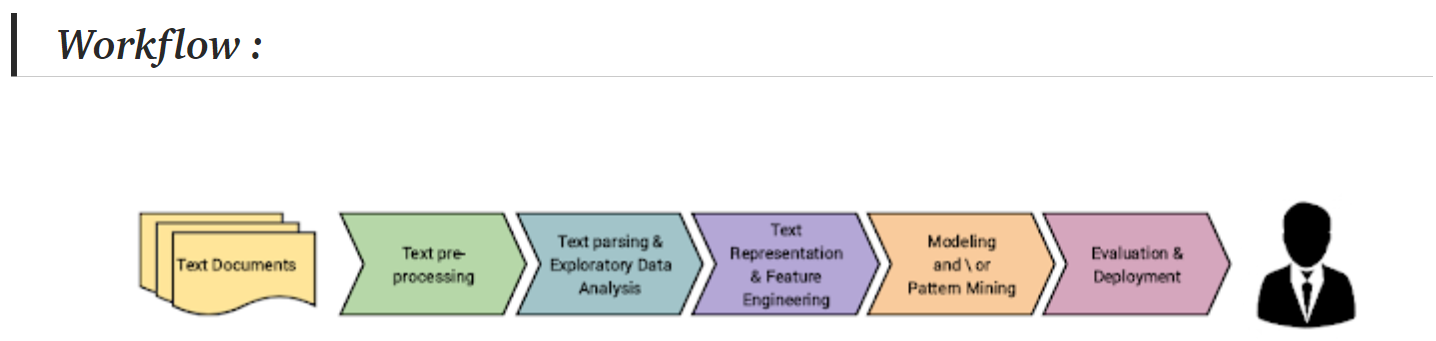 Workflow :
Text Documents
Text pre-
processing
Text parsing &
Exploratory Data
Analysis
Text
Representation
& Feature
Engineering
Modeling
and \ or
Pattern Mining
Evaluation &
Deployment